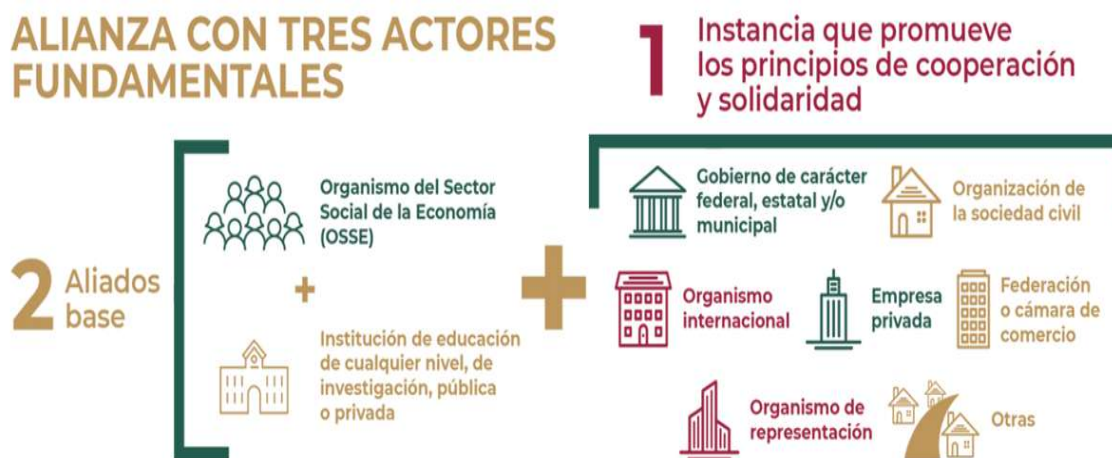 ALIANZA CON TRES ACTORES
FUNDAMENTALES
2 Aliados
base
Organismo del Sector
Social de la Economía
(OSSE)
+
Institución de educación
de cualquier nivel, de
investigación, pública
o privada
+
1 Instancia que promueve
los principios de cooperación
y solidaridad
Gobierno de carácter
federal, estatal y/o
municipal
Organización de
la sociedad civil
Organismo
internacional
Empresa
privada
Federación
o cámara de
comercio
Organismo de
representación
Otras